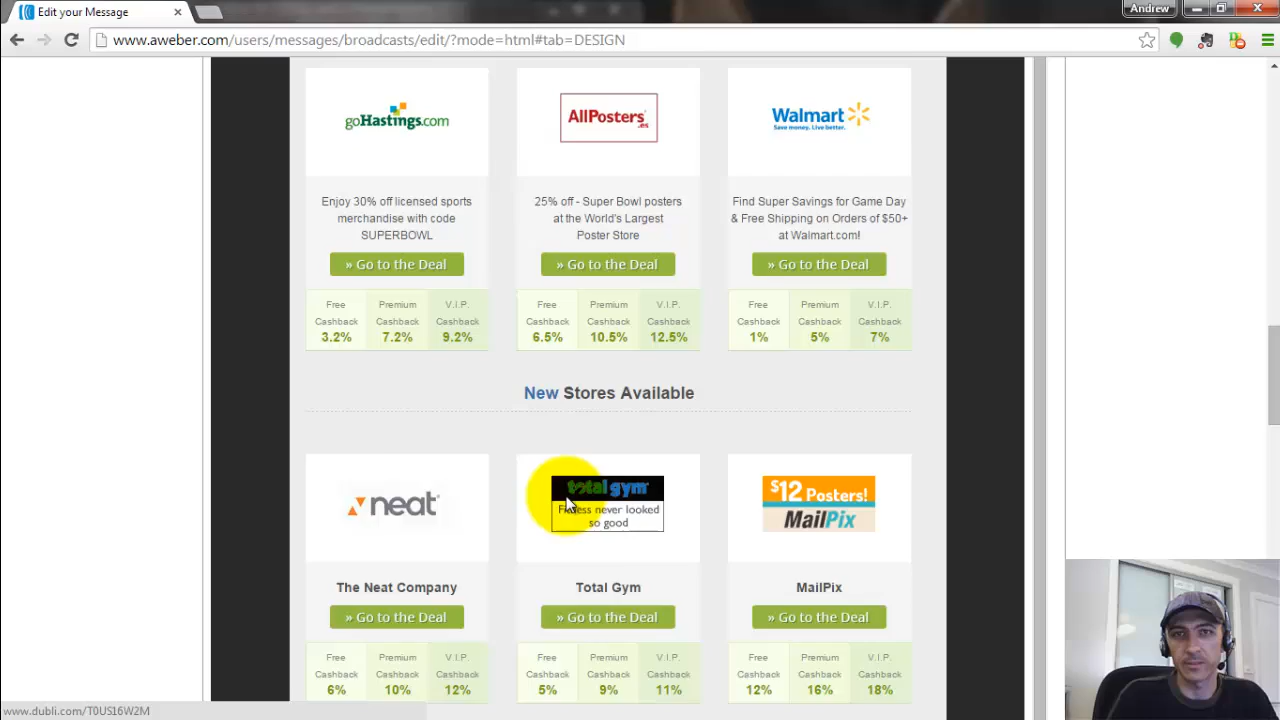 Edit your Message
Andrew
www.aweber.com/users/messages/broadcasts/edit/?mode=html#tab=DESIGN
goHastings.com
AllPosters.es
Walmart
Save money. Live better.
Enjoy 30% off licensed sports
merchandise with code
SUPERBOWL
25% off - Super Bowl posters
at the World's Largest
Poster Store
Find Super Savings for Game Day
& Free Shipping on Orders of $50+
at Walmart.com!
» Go to the Deal
» Go to the Deal
» Go to the Deal
Free Cashback 3.2%
Premium Cashback 7.2%
V.I.P. Cashback 9.2%
Free Cashback 6.5%
Premium Cashback 10.5%
V.I.P. Cashback 12.5%
Free Cashback 1%
Premium Cashback 5%
V.I.P. Cashback 7%
New Stores Available
neat
total gym
Fitness never looked
so good
$12 Posters!
MailPix
The Neat Company
Total Gym
MailPix
» Go to the Deal
» Go to the Deal
» Go to the Deal
Free Cashback 6%
Premium Cashback 10%
V.I.P. Cashback 12%
Free Cashback 5%
Premium Cashback 9%
V.I.P. Cashback 11%
Free Cashback 12%
Premium Cashback 16%
V.I.P. Cashback 18%
www.dubli.com/T0US16W2M